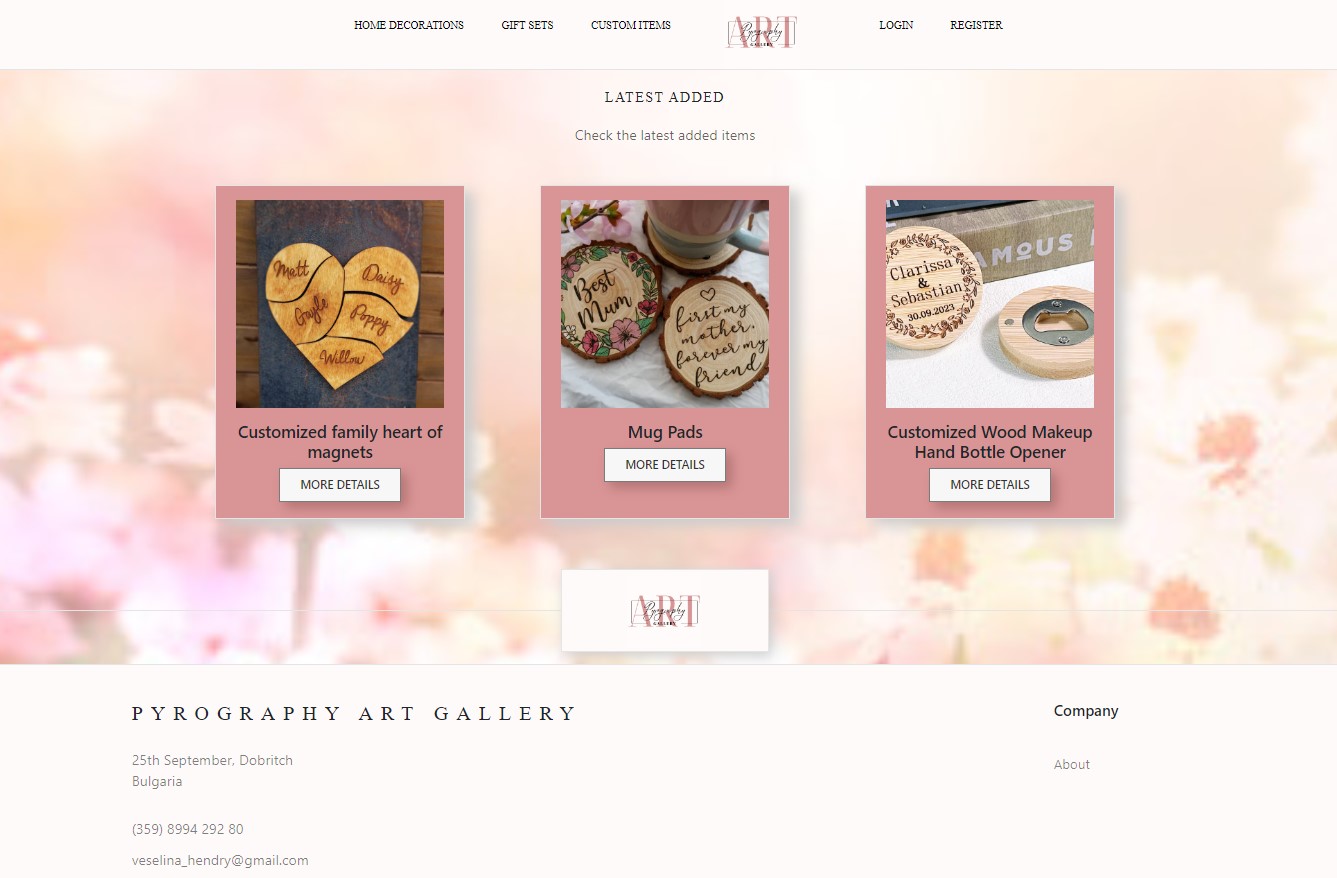 HOME DECORATIONS
GIFT SETS
CUSTOM ITEMS
ART
Pyrography
GALLERY
LOGIN
REGISTER
LATEST ADDED
Check the latest added items
Matt
Daisy
Gayle
Poppy
Willow
Best
Mum
first my
mother,
forever my
friend
AMOUS
Clarissa
&
Sebastian
30.09.2023
Customized family heart of
magnets
MORE DETAILS
Mug Pads
MORE DETAILS
Customized Wood Makeup
Hand Bottle Opener
MORE DETAILS
ART
Pyrography
GALLERY
PYROGRAPHY ART GALLERY
25th September, Dobritch
Bulgaria
(359) 8994 292 80
veselina_hendry@gmail.com
Company
About